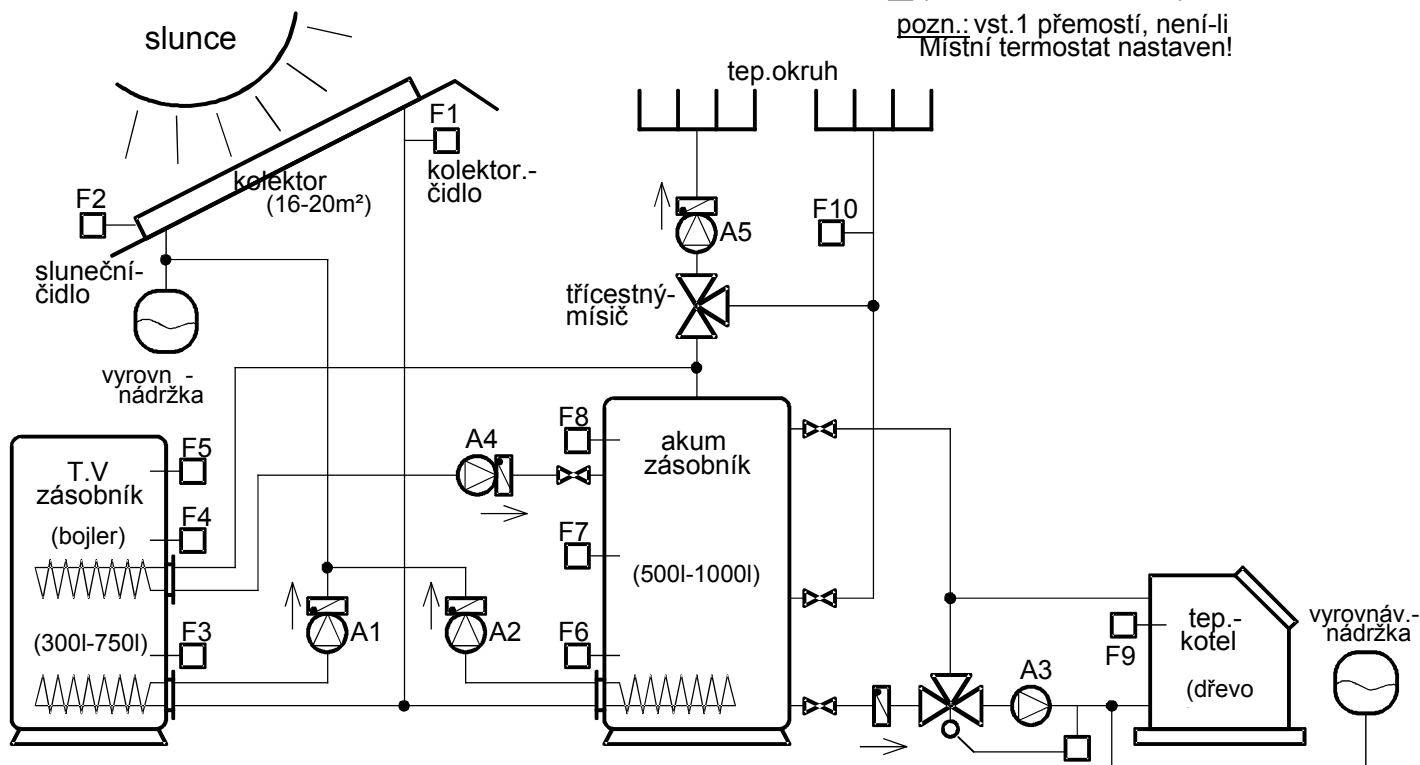 pozn.: vst.1 přemostí, není-li
Místní termostat nastaven!
slunce
tep.okruh
F1
kolektor.-
čidlo
kolektor
(16-20m²)
F2
sluneční-
čidlo
F10
A5
třícestný-
mísič
vyrovn -
nádržka
F8
akum
zásobník
A4
F5
T.V
zásobník
F4
(bojler)
F7
(500l-1000l)
F3
(300l-750l)
A1
A2
F6
tep.-
kotel
vyrovnáv.-
nádržka
F9
A3
(dřevo